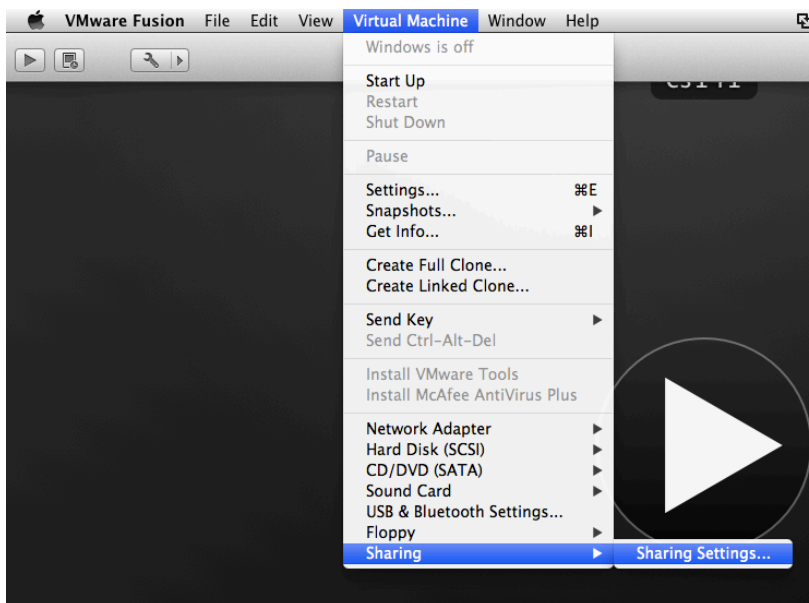 VMware Fusion File Edit View Virtual Machine Window Help
Windows is off
Start Up
Restart
Shut Down
Pause
Settings... ⌘E
Snapshots...
Get Info... ⌘I
Create Full Clone...
Create Linked Clone...
Send Key
Send Ctrl-Alt-Del
Install VMware Tools
Install McAfee AntiVirus Plus
Network Adapter
Hard Disk (SCSI)
CD/DVD (SATA)
Sound Card
USB & Bluetooth Settings...
Floppy
Sharing Sharing Settings...